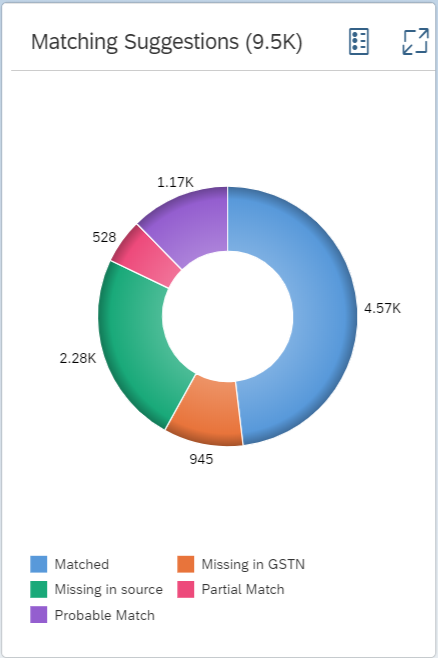 Matching Suggestions (9.5K)
1.17K
528
4.57K
2.28K
945
Matched
Missing in GSTN
Missing in source
Partial Match
Probable Match